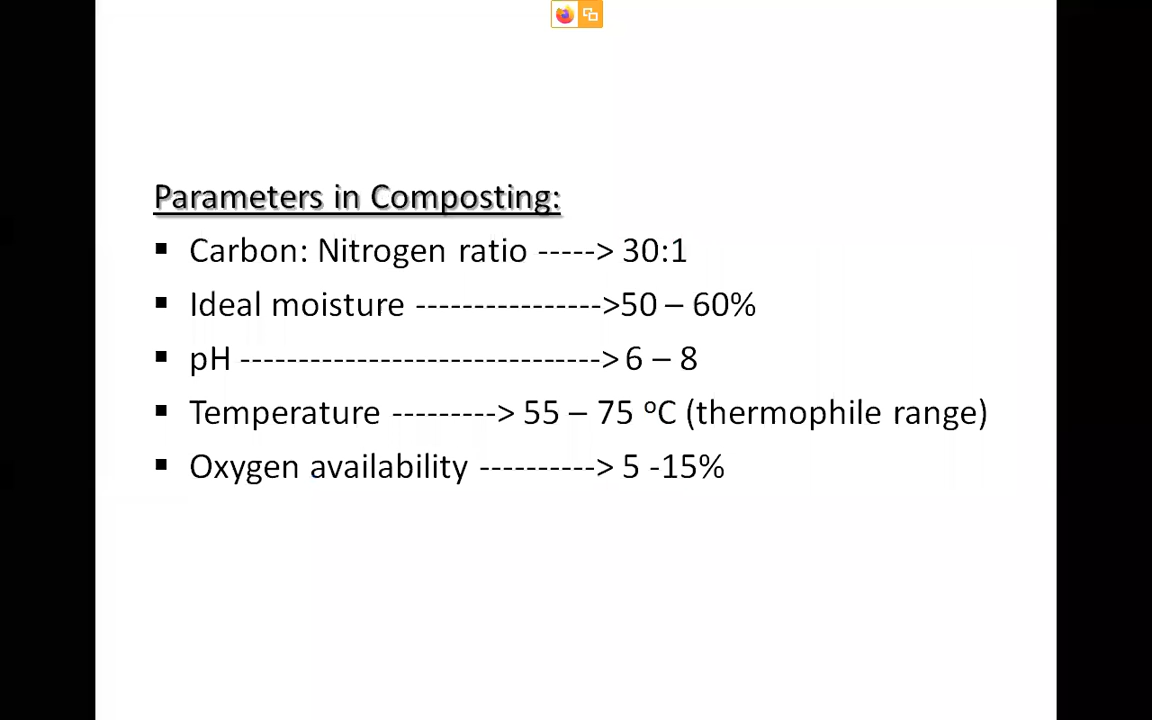 Parameters in Composting:
▪ Carbon: Nitrogen ratio -----> 30:1
▪ Ideal moisture ---------------->50 – 60%
▪ pH -------------------------------> 6 – 8
▪ Temperature ---------> 55 – 75 ºC (thermophile range)
▪ Oxygen availability ----------> 5 -15%